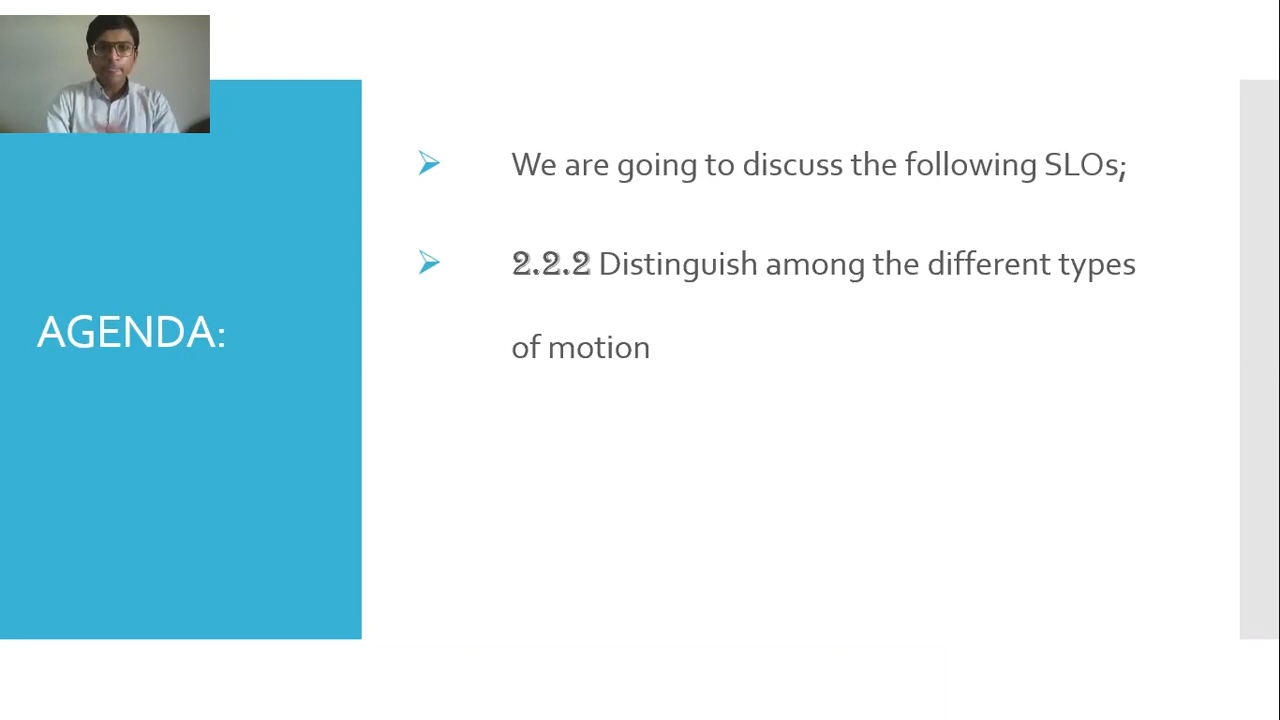 AGENDA:
We are going to discuss the following SLOs;
2.2.2 Distinguish among the different types
of motion